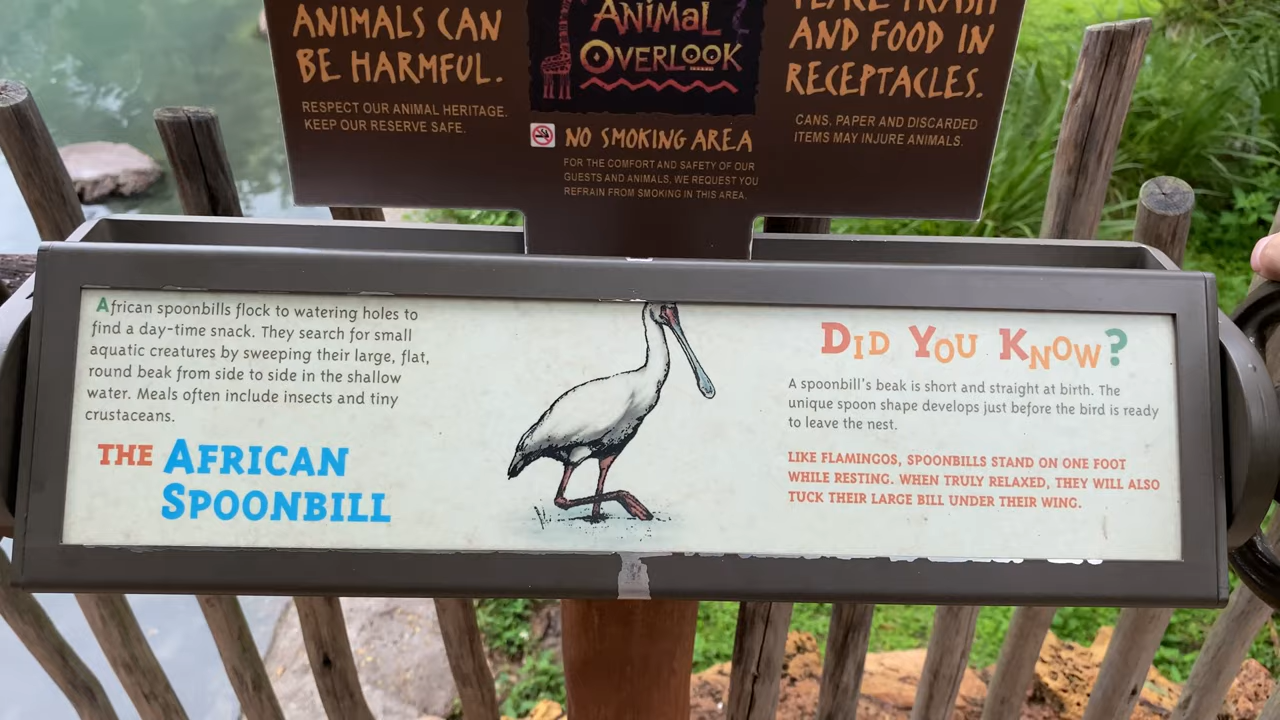 ANIMALS CAN
BE HARMFUL.
RESPECT OUR ANIMAL HERITAGE.
KEEP OUR RESERVE SAFE.
ANIMAL
OVERLOOK
NO SMOKING AREA
FOR THE COMFORT AND SAFETY OF OUR
GUESTS AND ANIMALS, WE REQUEST YOU
REFRAIN FROM SMOKING IN THIS AREA.
PLACE TRASH
AND FOOD IN
RECEPTACLES.
CANS, PAPER AND DISCARDED
ITEMS MAY INJURE ANIMALS.
African spoonbills flock to watering holes to
find a day-time snack. They search for small
aquatic creatures by sweeping their large, flat,
round beak from side to side in the shallow
water. Meals often include insects and tiny
crustaceans.
THE AFRICAN
SPOONBILL
DID YOU KNOW?
A spoonbill's beak is short and straight at birth. The
unique spoon shape develops just before the bird is ready
to leave the nest.
LIKE FLAMINGOS, SPOONBILLS STAND ON ONE FOOT
WHILE RESTING. WHEN TRULY RELAXED, THEY WILL ALSO
TUCK THEIR LARGE BILL UNDER THEIR WING.